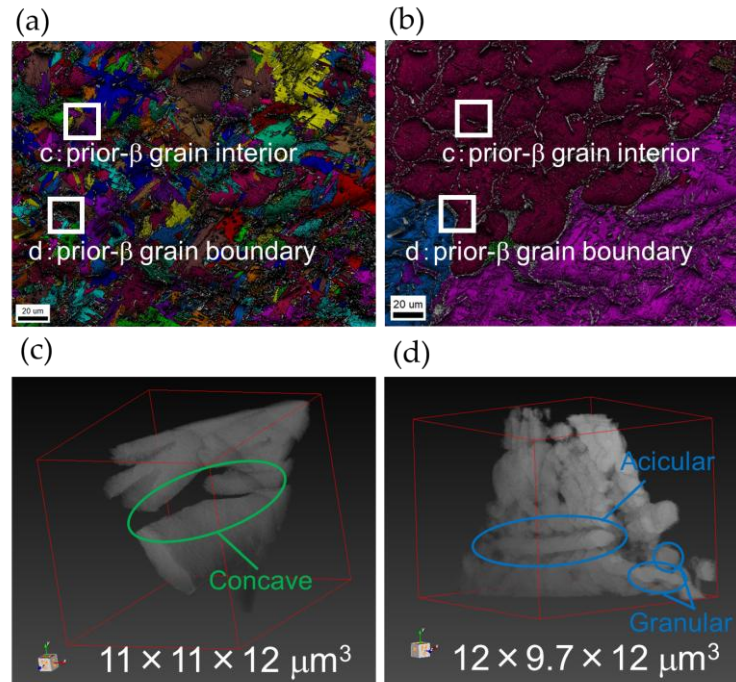 (a)
(b)
c:prior-β grain interior
c:prior-β grain interior
d:prior-β grain boundary
d:prior-β grain boundary
20 um
20 um
(c)
(d)
Acicular
Concave
Granular
11×11×12 μm³
12×9.7×12 μm³